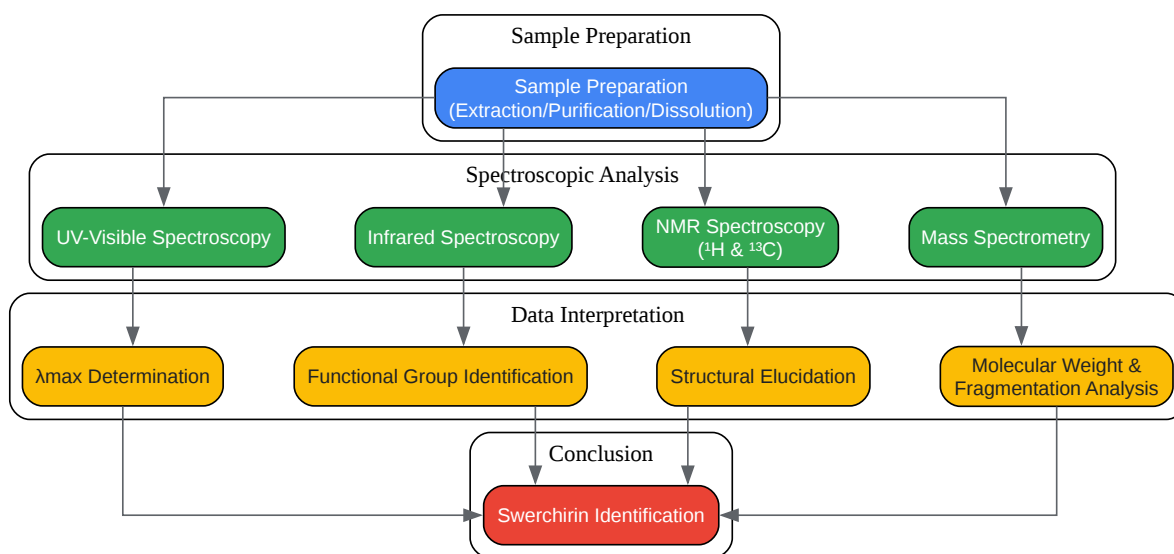 Sample Preparation
Sample Preparation
(Extraction/Purification/Dissolution)
Spectroscopic Analysis
UV-Visible Spectroscopy
Infrared Spectroscopy
NMR Spectroscopy
(¹H & ¹³C)
Mass Spectrometry
Data Interpretation
λmax Determination
Functional Group Identification
Structural Elucidation
Molecular Weight &
Fragmentation Analysis
Conclusion
Swerchirin Identification